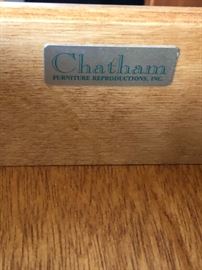 Chatham
FURNITURE REPRODUCTIONS, INC.